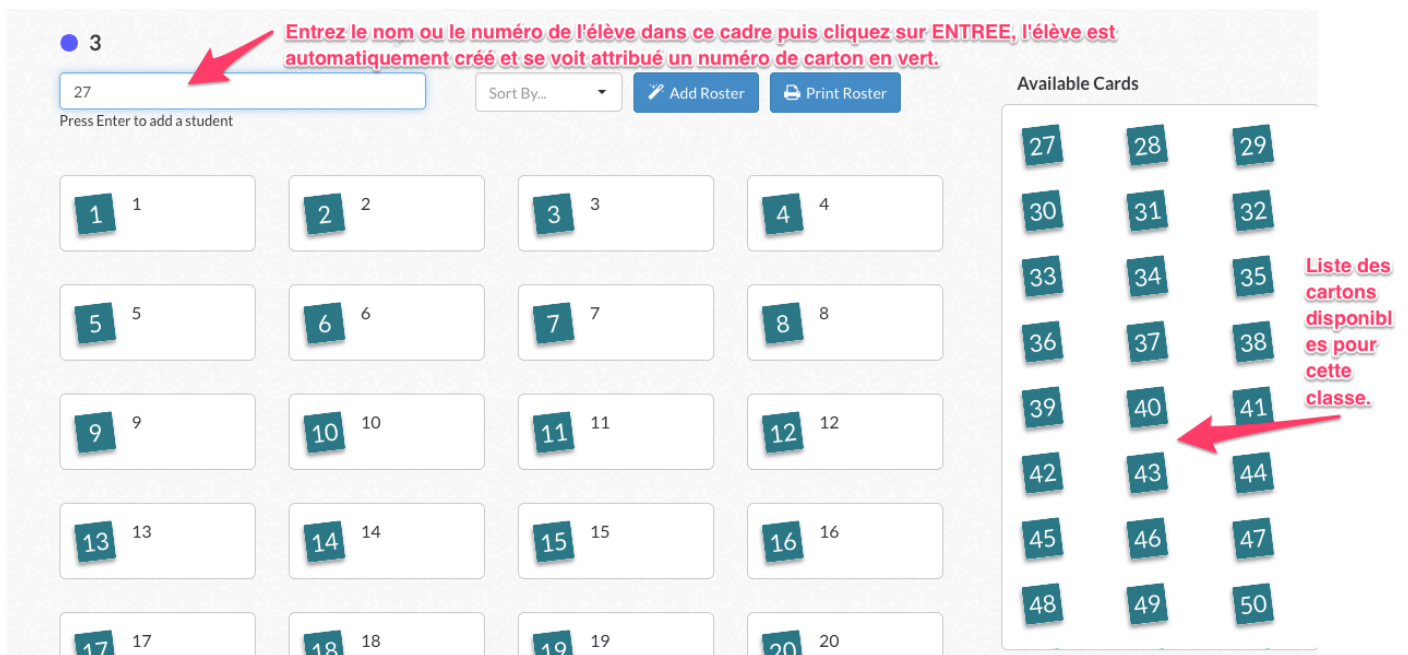 3
Entrez le nom ou le numéro de l'élève dans ce cadre puis cliquez sur ENTREE, l'élève est
automatiquement créé et se voit attribué un numéro de carton en vert.
27
Sort By...
Add Roster
Print Roster
Press Enter to add a student
1 1
2 2
3 3
4 4
5 5
6 6
7 7
8 8
9 9
10 10
11 11
12 12
13 13
14 14
15 15
16 16
17 17
18 18
19 19
20 20
Available Cards
27 28 29
30 31 32
33 34 35
36 37 38
39 40 41
42 43 44
45 46 47
48 49 50
Liste des
cartons
disponibl
es pour
cette
classe.